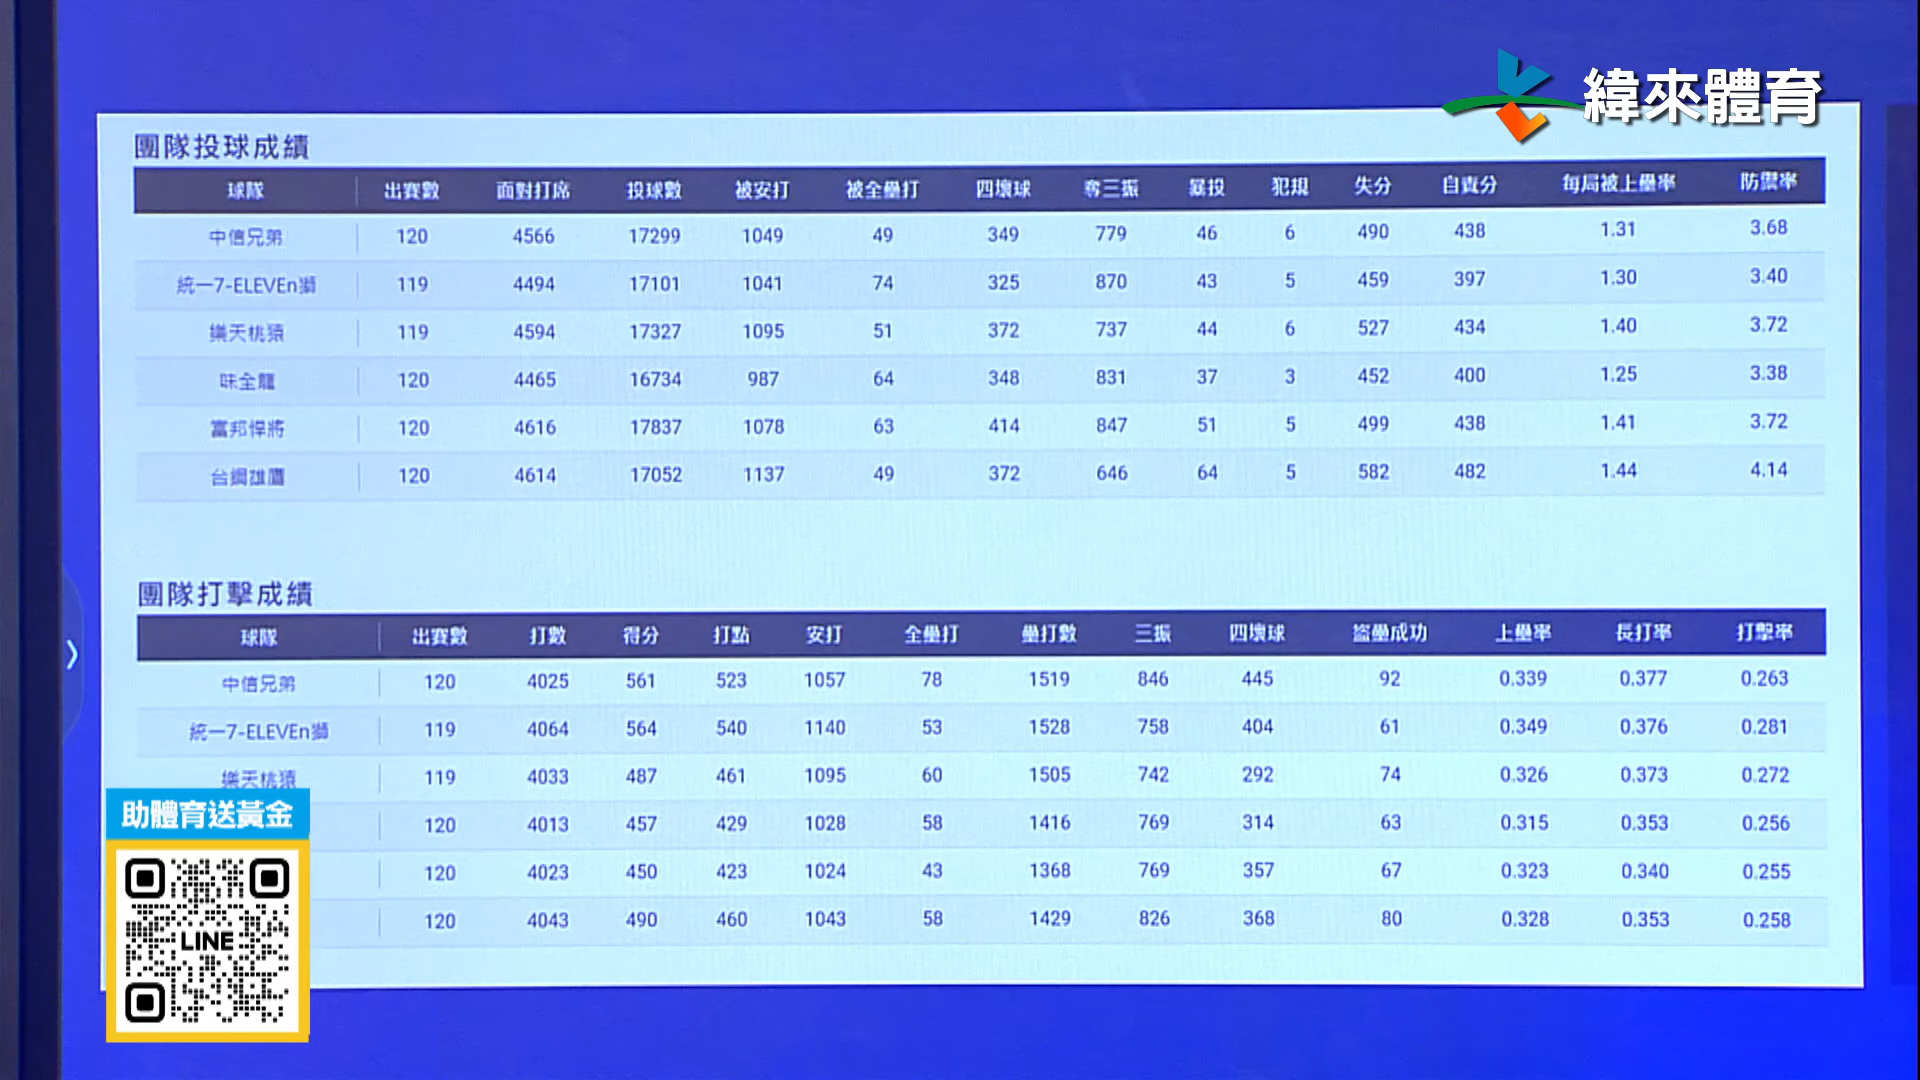 緯來體育
團隊投球成績
球隊 出賽數 面對打席 投球數 被安打 被全壘打 四壞球 奪三振 暴投 犯規 失分 自責分 每局被上壘率 防禦率
中信兄弟 120 4566 17299 1049 49 349 779 46 6 490 438 1.31 3.68
統一7-ELEVEn獅 119 4494 17101 1041 74 325 870 43 5 459 397 1.30 3.40
樂天桃猿 119 4594 17327 1095 51 372 737 44 6 527 434 1.40 3.72
味全龍 120 4465 16734 987 64 348 831 37 3 452 400 1.25 3.38
富邦悍將 120 4616 17837 1078 63 414 847 51 5 499 438 1.41 3.72
台鋼雄鷹 120 4614 17052 1137 49 372 646 64 5 582 482 1.44 4.14
團隊打擊成績
球隊 出賽數 打數 得分 打點 安打 全壘打 壘打數 三振 四壞球 盜壘成功 上壘率 長打率 打擊率
中信兄弟 120 4025 561 523 1057 78 1519 846 445 92 0.339 0.377 0.263
統一7-ELEVEn獅 119 4064 564 540 1140 53 1528 758 404 61 0.349 0.376 0.281
樂天桃猿 119 4033 487 461 1095 60 1505 742 292 74 0.326 0.373 0.272
120 4013 457 429 1028 58 1416 769 314 63 0.315 0.353 0.256
120 4023 450 423 1024 43 1368 769 357 67 0.323 0.340 0.255
120 4043 490 460 1043 58 1429 826 368 80 0.328 0.353 0.258
助體育送黃金
LINE